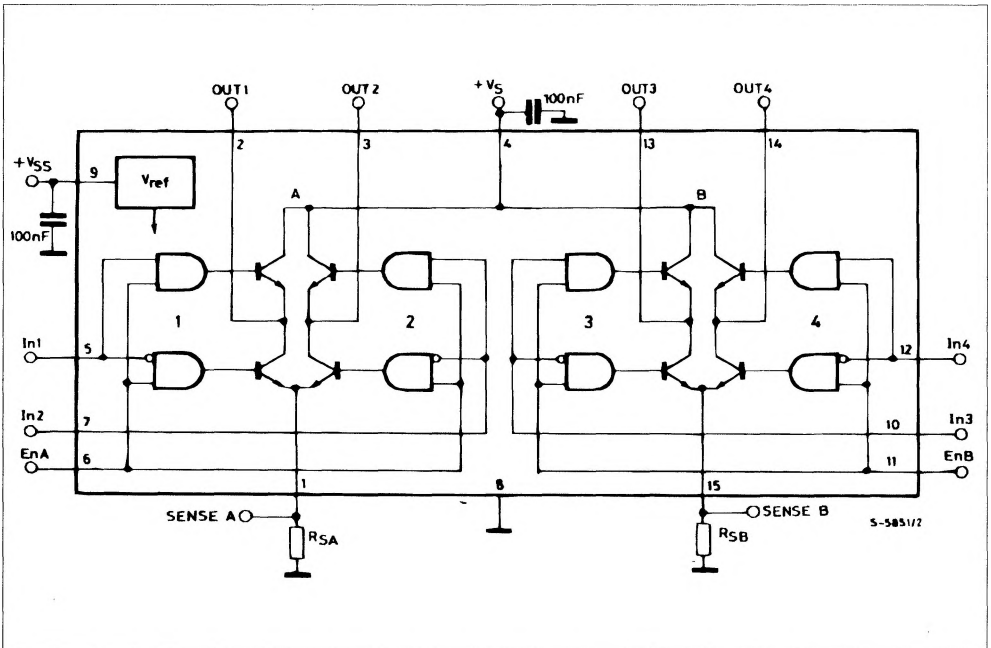 OUT1
OUT2
+VS
100nF
OUT3
OUT4
2
3
4
13
14
+VSS
9
Vref
A
B
100nF
1
2
3
4
In1
5
12
In4
In2
7
10
In3
EnA
6
11
EnB
1
8
15
SENSE A
SENSE B
RSA
RSB
S-5851/2